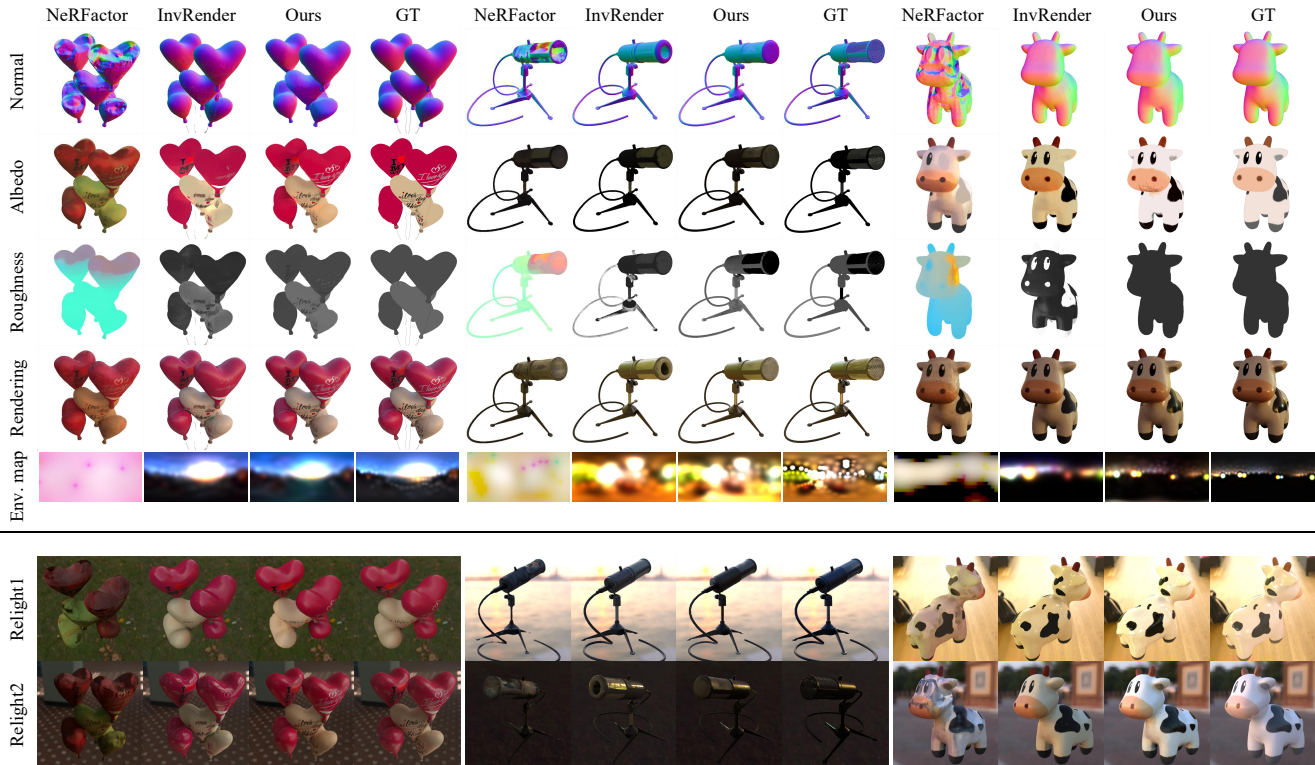 NeRFactor InvRender Ours GT NeRFactor InvRender Ours GT NeRFactor InvRender Ours GT
Normal
Albedo
Roughness
Rendering
Env. map
Relight1
Relight2